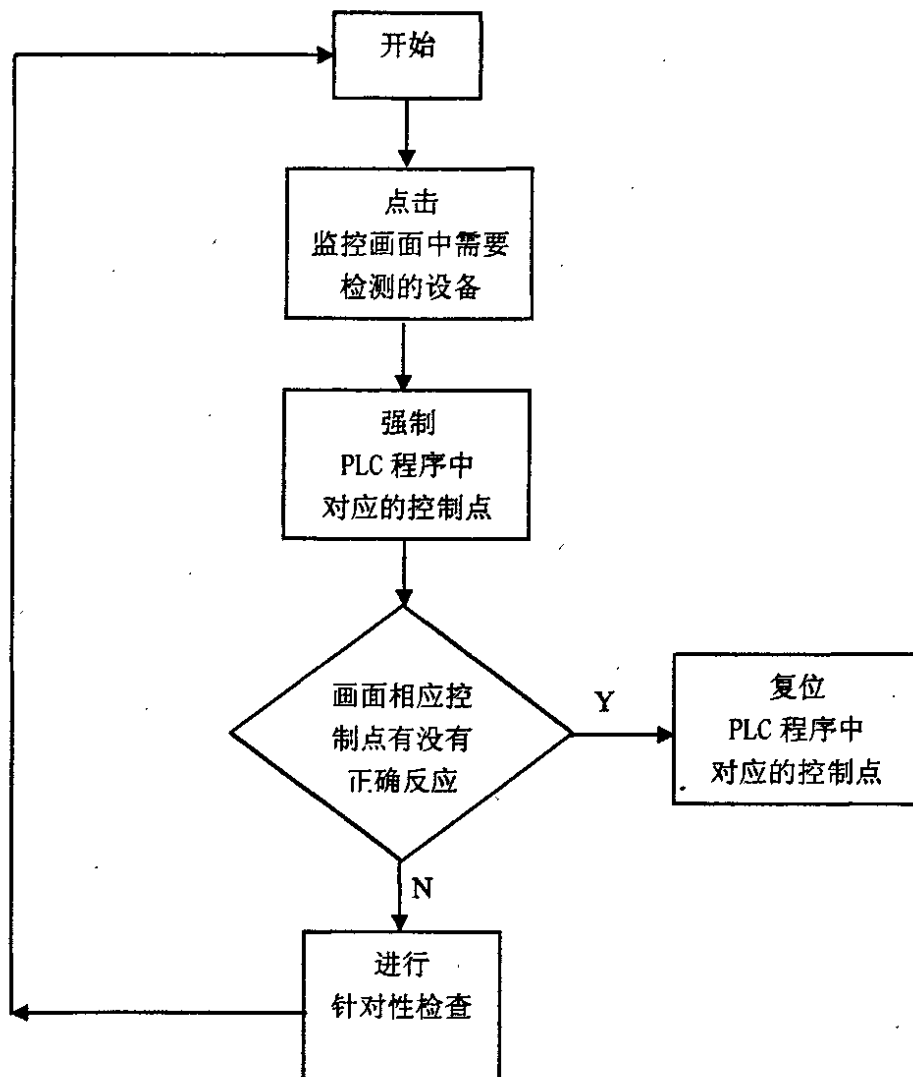 开始
点击
监控画面中需要
检测的设备
强制
PLC 程序中
对应的控制点
画面相应控
制点有没有
正确反应
Y
复位
PLC 程序中
对应的控制点
N
进行
针对性检查